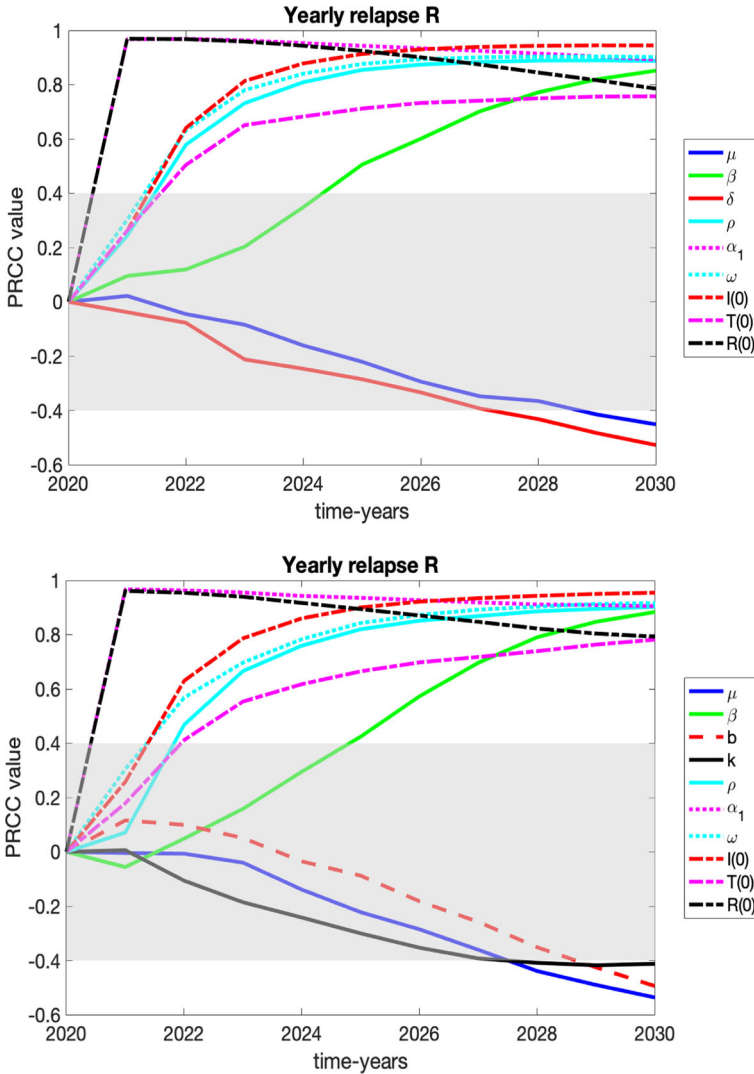 Yearly relapse R
1
0.8
0.6
0.4
0.2
0
-0.2
-0.4
-0.6
PRCC value
2020 2022 2024 2026 2028 2030
time-years
μ
β
δ
ρ
α1
ω
I(0)
T(0)
R(0)
Yearly relapse R
1
0.8
0.6
0.4
0.2
0
-0.2
-0.4
-0.6
PRCC value
2020 2022 2024 2026 2028 2030
time-years
μ
β
b
k
ρ
α1
ω
I(0)
T(0)
R(0)